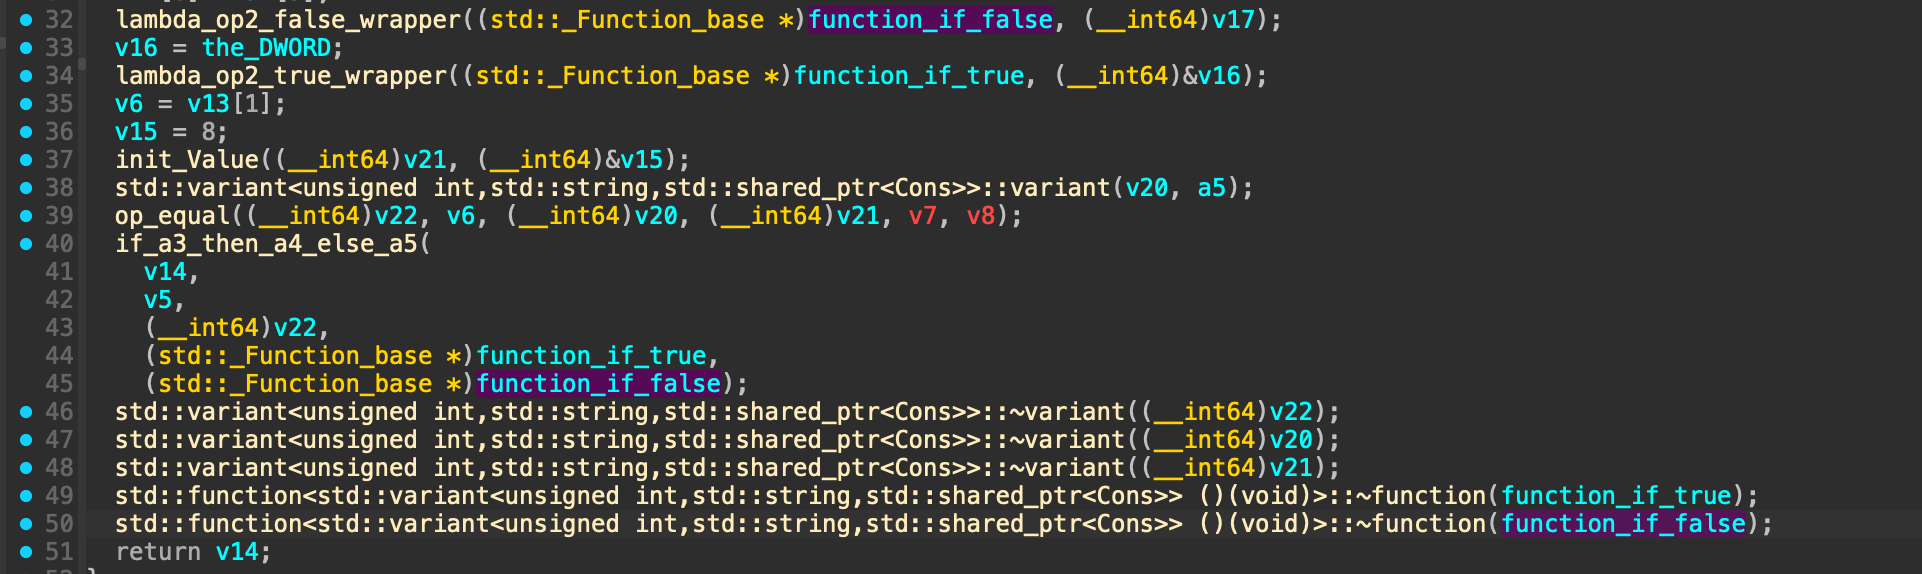 32 lambda_op2_false_wrapper((std::_Function_base *)function_if_false, (__int64)v17);
33 v16 = the_DWORD;
34 lambda_op2_true_wrapper((std::_Function_base *)function_if_true, (__int64)&v16);
35 v6 = v13[1];
36 v15 = 8;
37 init_Value((__int64)v21, (__int64)&v15);
38 std::variant<unsigned int,std::string,std::shared_ptr<Cons>>::variant(v20, a5);
39 op_equal((__int64)v22, v6, (__int64)v20, (__int64)v21, v7, v8);
40 if_a3_then_a4_else_a5(
41 v14,
42 v5,
43 (__int64)v22,
44 (std::_Function_base *)function_if_true,
45 (std::_Function_base *)function_if_false);
46 std::variant<unsigned int,std::string,std::shared_ptr<Cons>>::~variant((__int64)v22);
47 std::variant<unsigned int,std::string,std::shared_ptr<Cons>>::~variant((__int64)v20);
48 std::variant<unsigned int,std::string,std::shared_ptr<Cons>>::~variant((__int64)v21);
49 std::function<std::variant<unsigned int,std::string,std::shared_ptr<Cons>> ()(void)>::~function(function_if_true);
50 std::function<std::variant<unsigned int,std::string,std::shared_ptr<Cons>> ()(void)>::~function(function_if_false);
51 return v14;